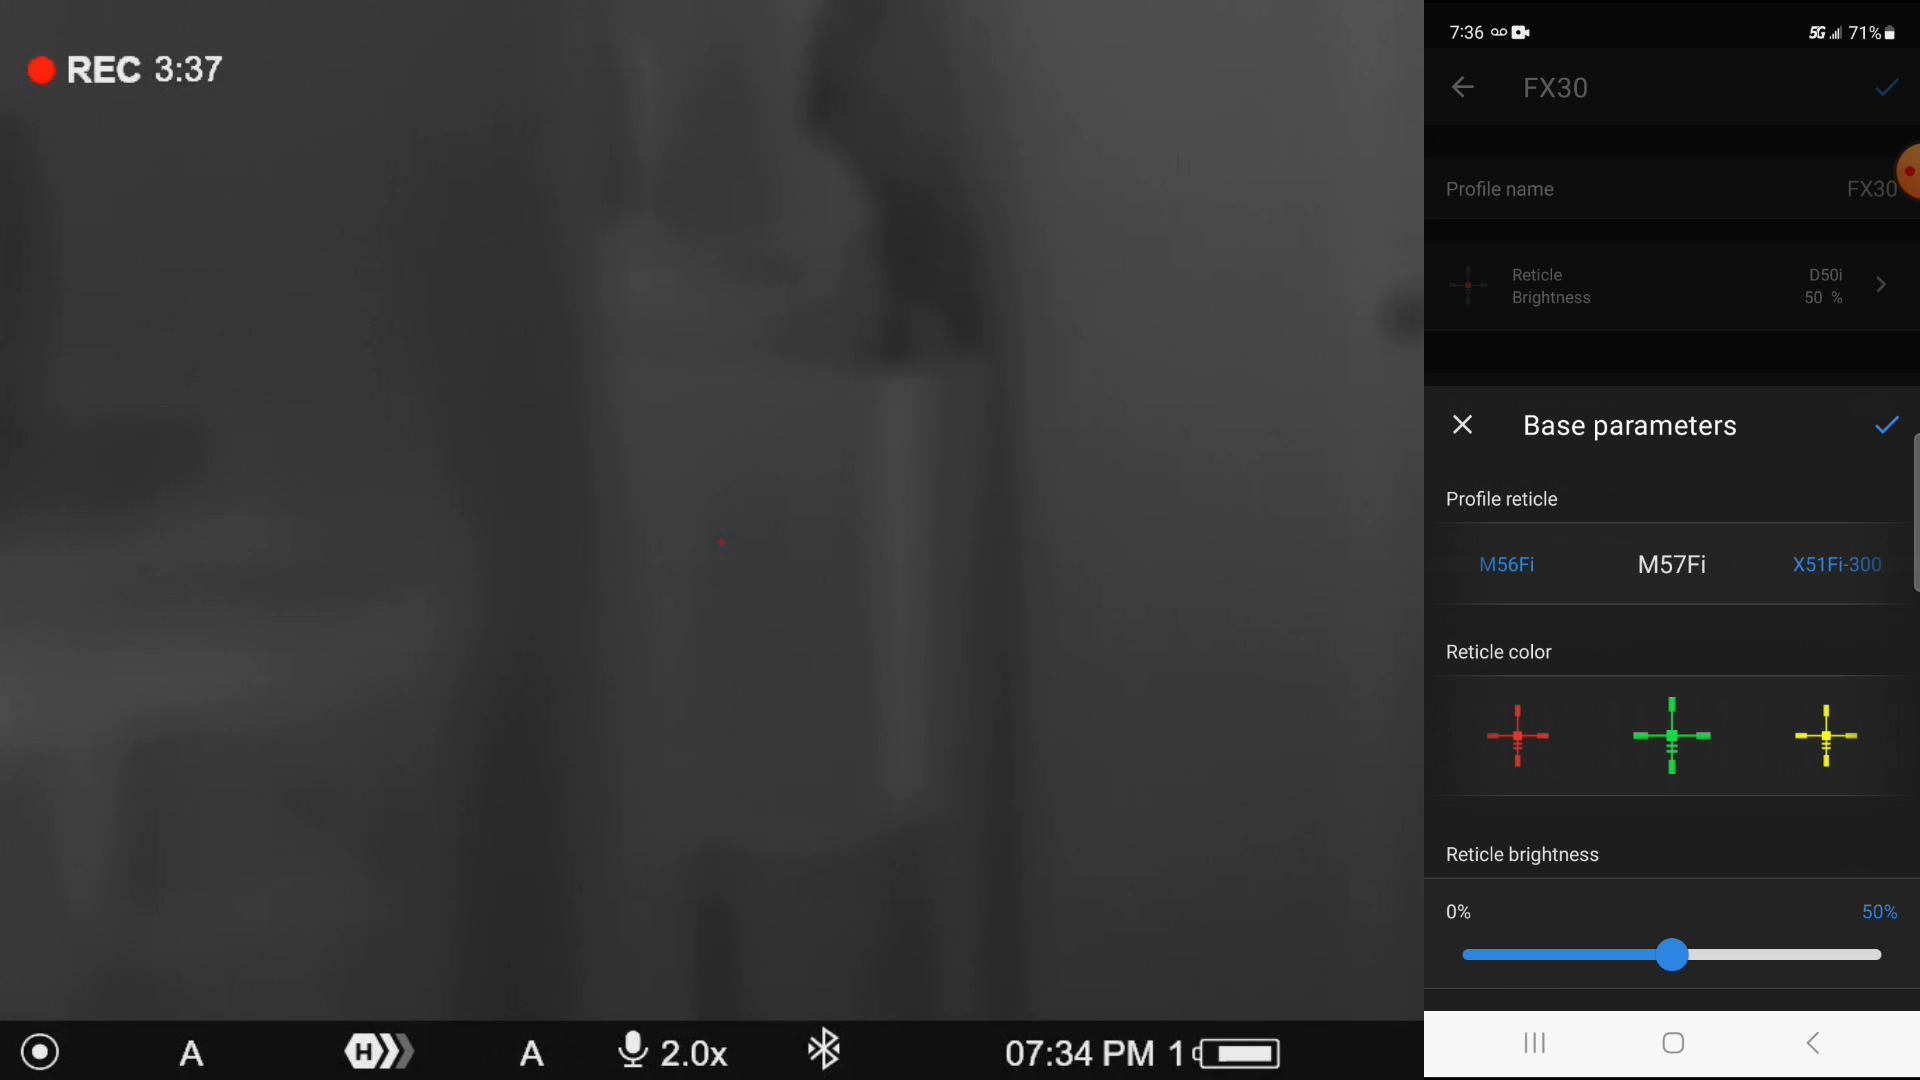 REC 3:37
A
H
A
2.0x
07:34 PM 1
7:36
5G
71%
FX30
Profile name
FX30
Reticle
D50i
Brightness
50 %
Base parameters
Profile reticle
M56Fi
M57Fi
X51Fi-300
Reticle color
Reticle brightness
0%
50%